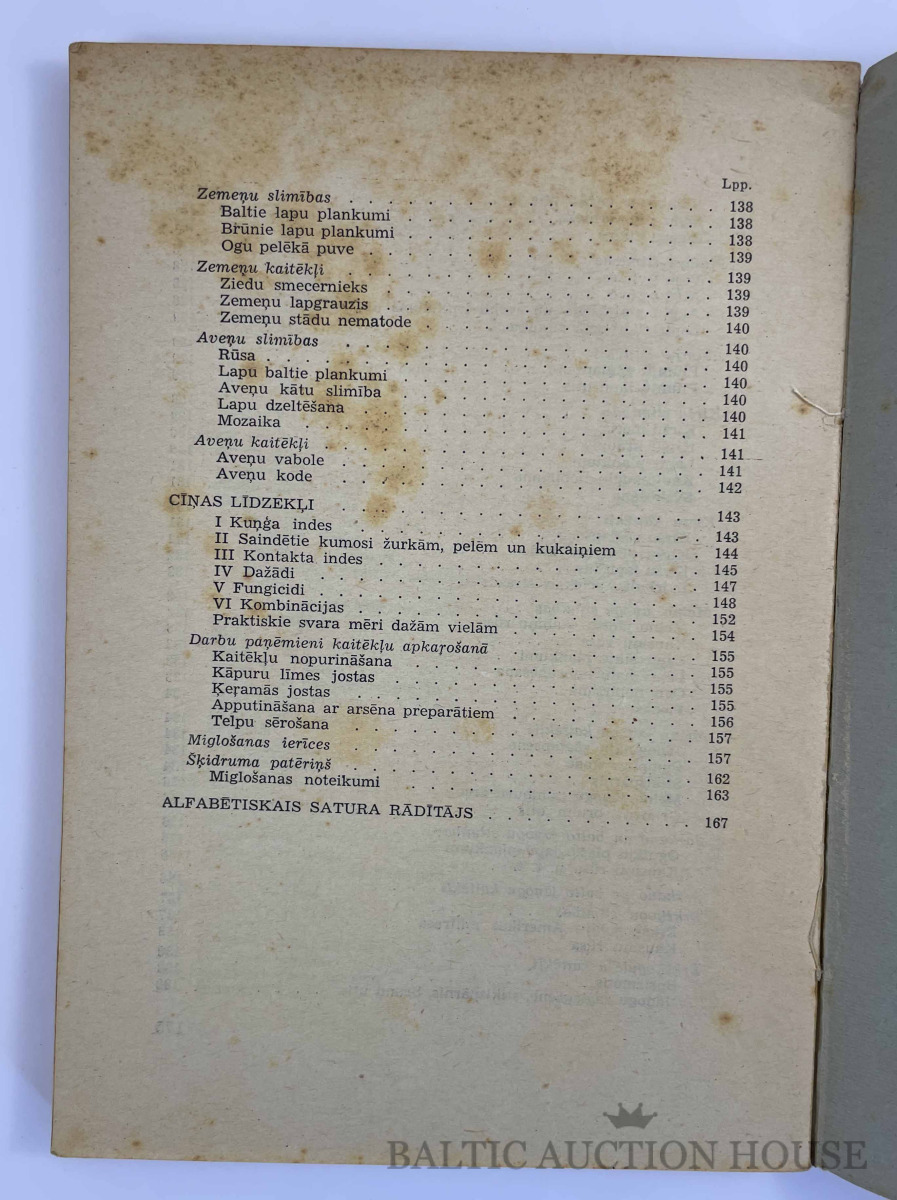 Lpp.
Zemeņu slimības . . . . . . . . . . 138
Baltie lapu plankumi . . . . . . . . . . 138
Brūnie lapu plankumi . . . . . . . . . . 138
Ogu pelēkā puve . . . . . . . . . . 139
Zemeņu kaitēkļi . . . . . . . . . . 139
Ziedu smecernieks . . . . . . . . . . 139
Zemeņu lapgrauzis . . . . . . . . . . 139
Zemeņu stādu nematode . . . . . . . . . . 140
Aveņu slimības . . . . . . . . . . 140
Rūsa . . . . . . . . . . 140
Lapu baltie plankumi . . . . . . . . . . 140
Aveņu kātu slimība . . . . . . . . . . 140
Lapu dzeltēšana . . . . . . . . . . 140
Mozaika . . . . . . . . . . 141
Aveņu kaitēkļi . . . . . . . . . . 141
Aveņu vabole . . . . . . . . . . 141
Aveņu kode . . . . . . . . . . 142
CĪŅAS LĪDZEKĻI . . . . . . . . . . 143
I Kuņģa indes . . . . . . . . . . 143
II Saindētie kumosi žurkām, pelēm un kukaiņiem . . . . 144
III Kontakta indes . . . . . . . . . . 145
IV Dažādi . . . . . . . . . . 147
V Fungicidi . . . . . . . . . . 148
VI Kombinācijas . . . . . . . . . . 152
Praktiskie svara mēri dažām vielām . . . . . . . . 154
Darbu paņēmieni kaitēkļu apkaŗošanā . . . . . . . . 155
Kaitēkļu nopurināšana . . . . . . . . . . 155
Kāpuru līmes jostas . . . . . . . . . . 155
Ķeŗamās jostas . . . . . . . . . . 155
Apputināšana ar arsēna preparātiem . . . . . . . . 156
Telpu sērošana . . . . . . . . . . 157
Miglošanas ierīces . . . . . . . . . . 157
Šķidruma patēriņš . . . . . . . . . . 162
Miglošanas noteikumi . . . . . . . . . . 163
ALFABĒTISKAIS SATURA RĀDĪTĀJS . . . . . . . . 167
BALTIC AUCTION HOUSE